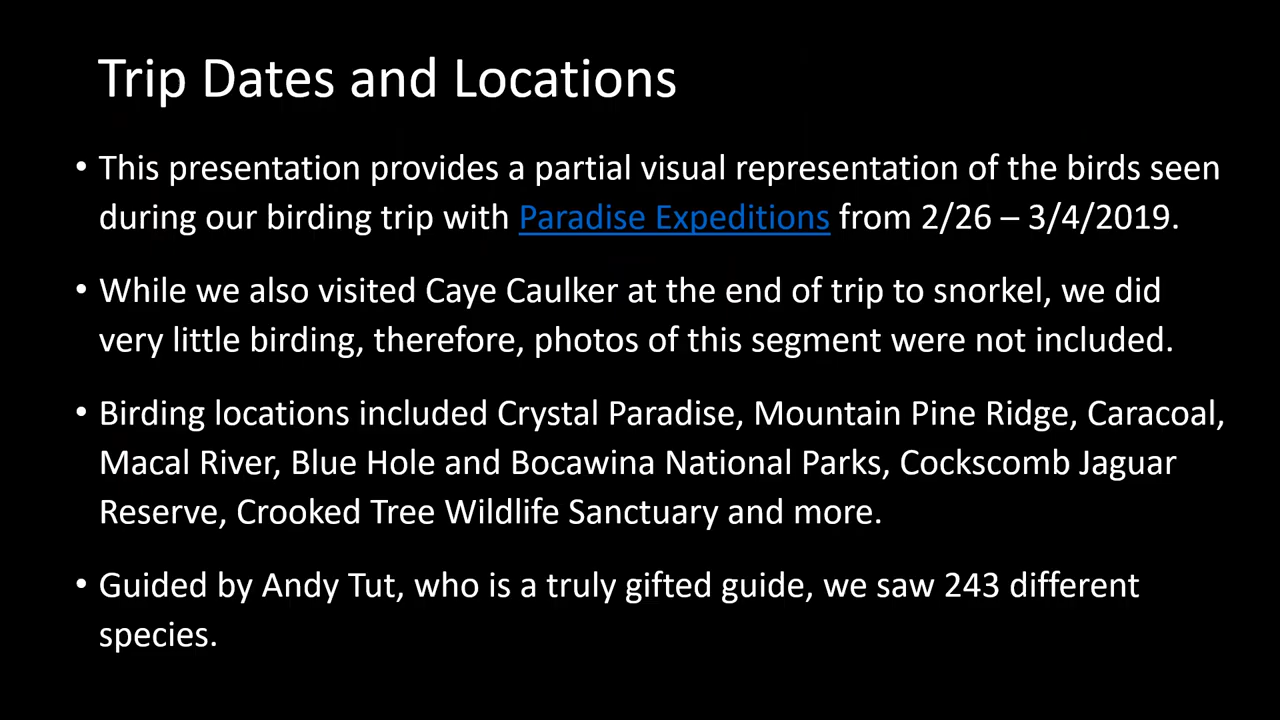 Trip Dates and Locations
• This presentation provides a partial visual representation of the birds seen
during our birding trip with Paradise Expeditions from 2/26 – 3/4/2019.
• While we also visited Caye Caulker at the end of trip to snorkel, we did
very little birding, therefore, photos of this segment were not included.
• Birding locations included Crystal Paradise, Mountain Pine Ridge, Caracoal,
Macal River, Blue Hole and Bocawina National Parks, Cockscomb Jaguar
Reserve, Crooked Tree Wildlife Sanctuary and more.
• Guided by Andy Tut, who is a truly gifted guide, we saw 243 different
species.